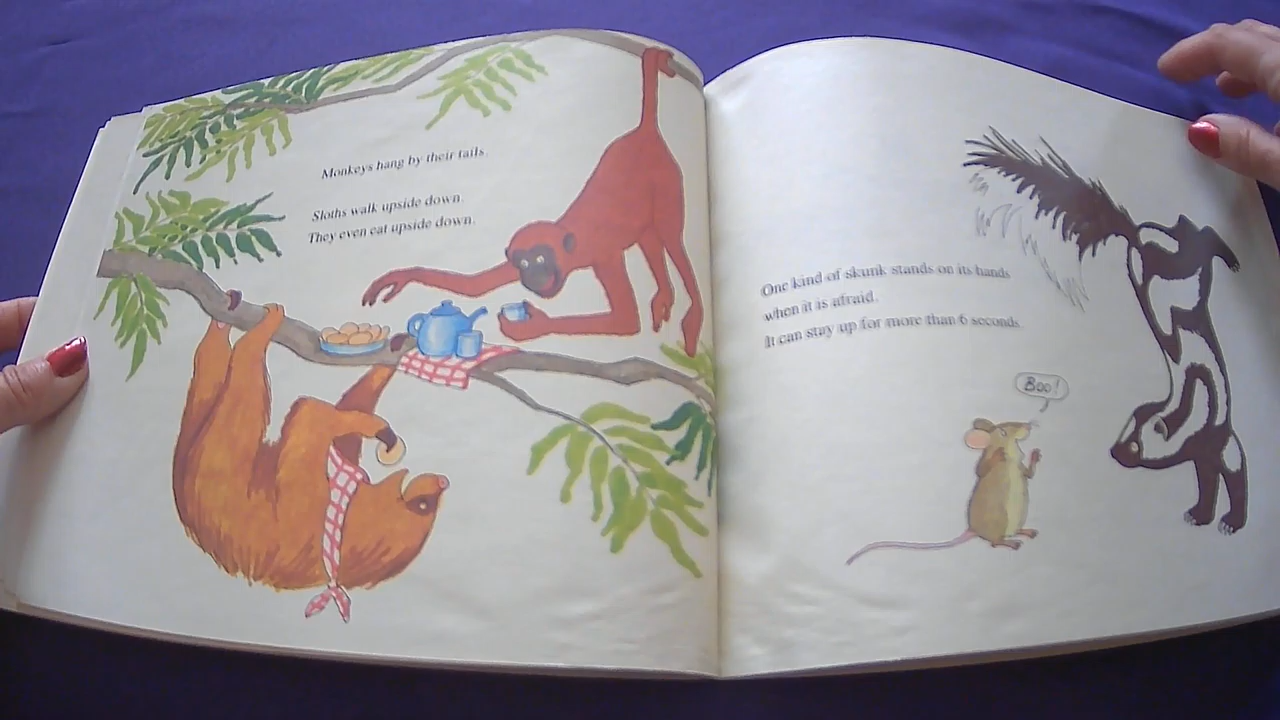 Monkeys hang by their tails.
Sloths walk upside down.
They even eat upside down.
One kind of skunk stands on its hands
when it is afraid.
It can stay up for more than 6 seconds.
Boo!